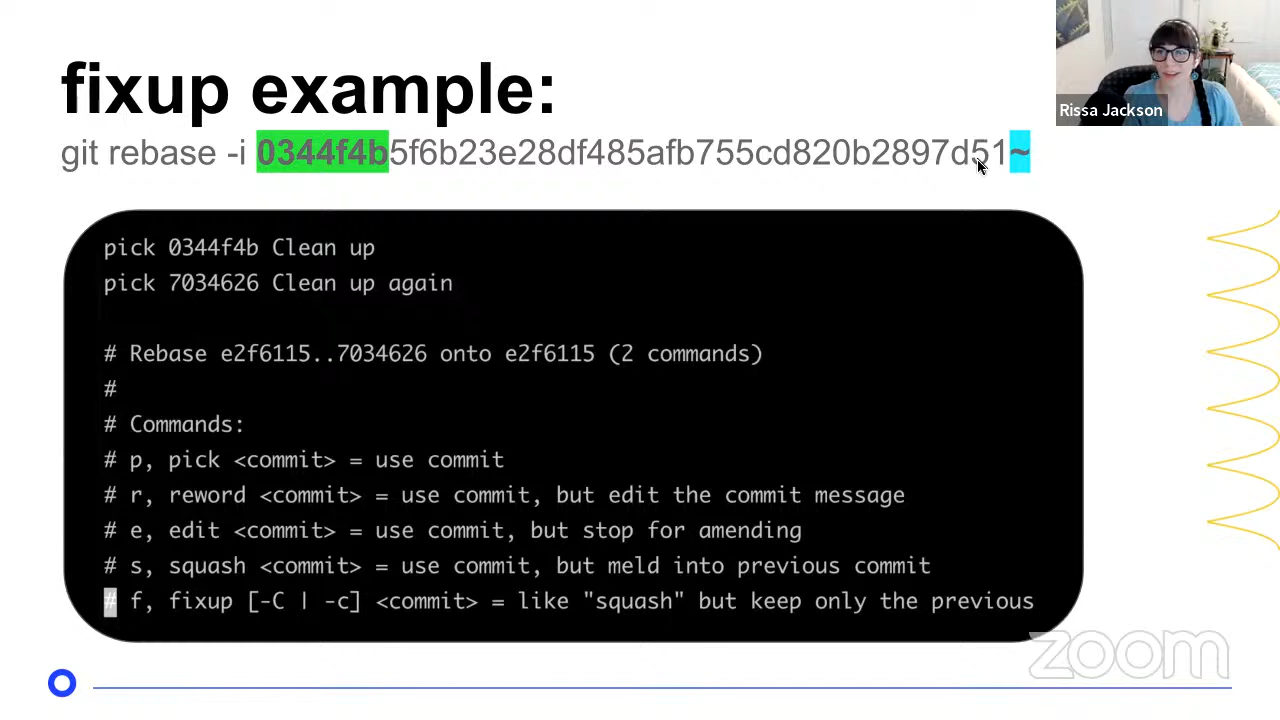 fixup example:
git rebase -i 0344f4b5f6b23e28df485afb755cd820b2897d51~
Rissa Jackson
pick 0344f4b Clean up
pick 7034626 Clean up again
# Rebase e2f6115..7034626 onto e2f6115 (2 commands)
#
# Commands:
# p, pick <commit> = use commit
# r, reword <commit> = use commit, but edit the commit message
# e, edit <commit> = use commit, but stop for amending
# s, squash <commit> = use commit, but meld into previous commit
# f, fixup [-C | -c] <commit> = like "squash" but keep only the previous
zoom